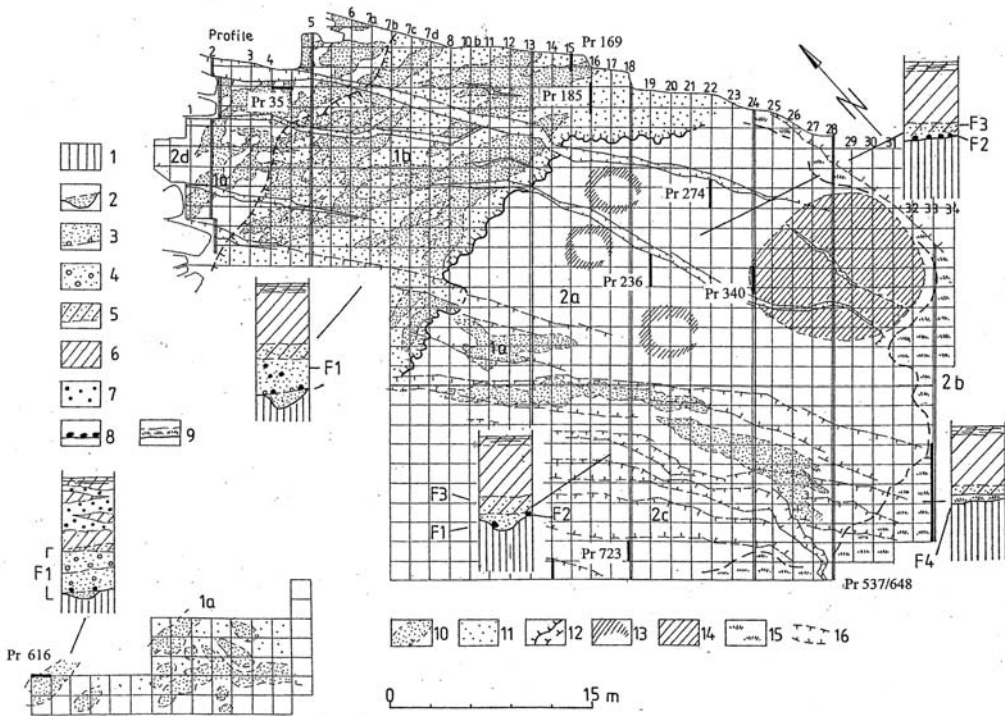 Profile
1 2 3 4 5 6 7a 7b 7c 7d 8 10 b 11 12 13 14 15 Pr 169
16 17 18 19 20 21 22 23 24 25 26 27 28 29 30 31
32 33 34
Pr 35
Pr 185
2d
1a
1b
F3
F2
1
2
3
4
5
6
7
8
9
Pr 274
Pr 236
Pr 340
2a
F1
1a
2b
F3
F1
F2
2c
F4
Pr 723
Pr 537/648
F1
1a
Pr 616
10 11 12 13 14 15 16
0 15 m